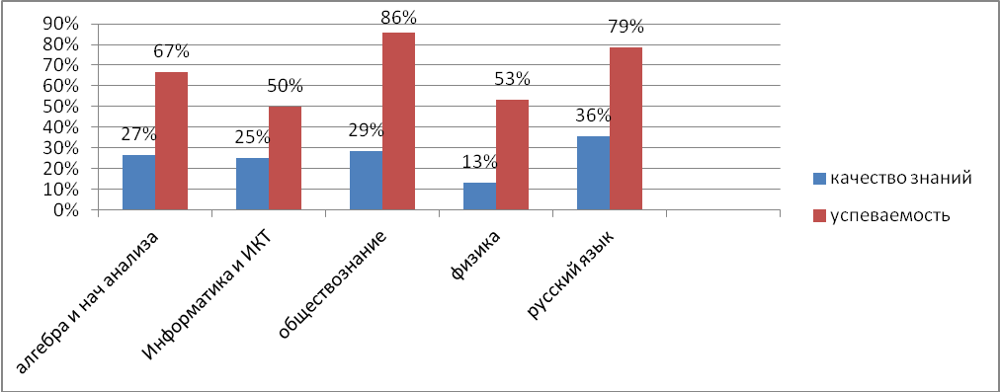 90%
80%
70%
60%
50%
40%
30%
20%
10%
0%
27%
67%
25%
50%
29%
86%
13%
53%
36%
79%
алгебра и нач анализа
Информатика и ИКТ
обществознание
физика
русский язык
качество знаний
успеваемость